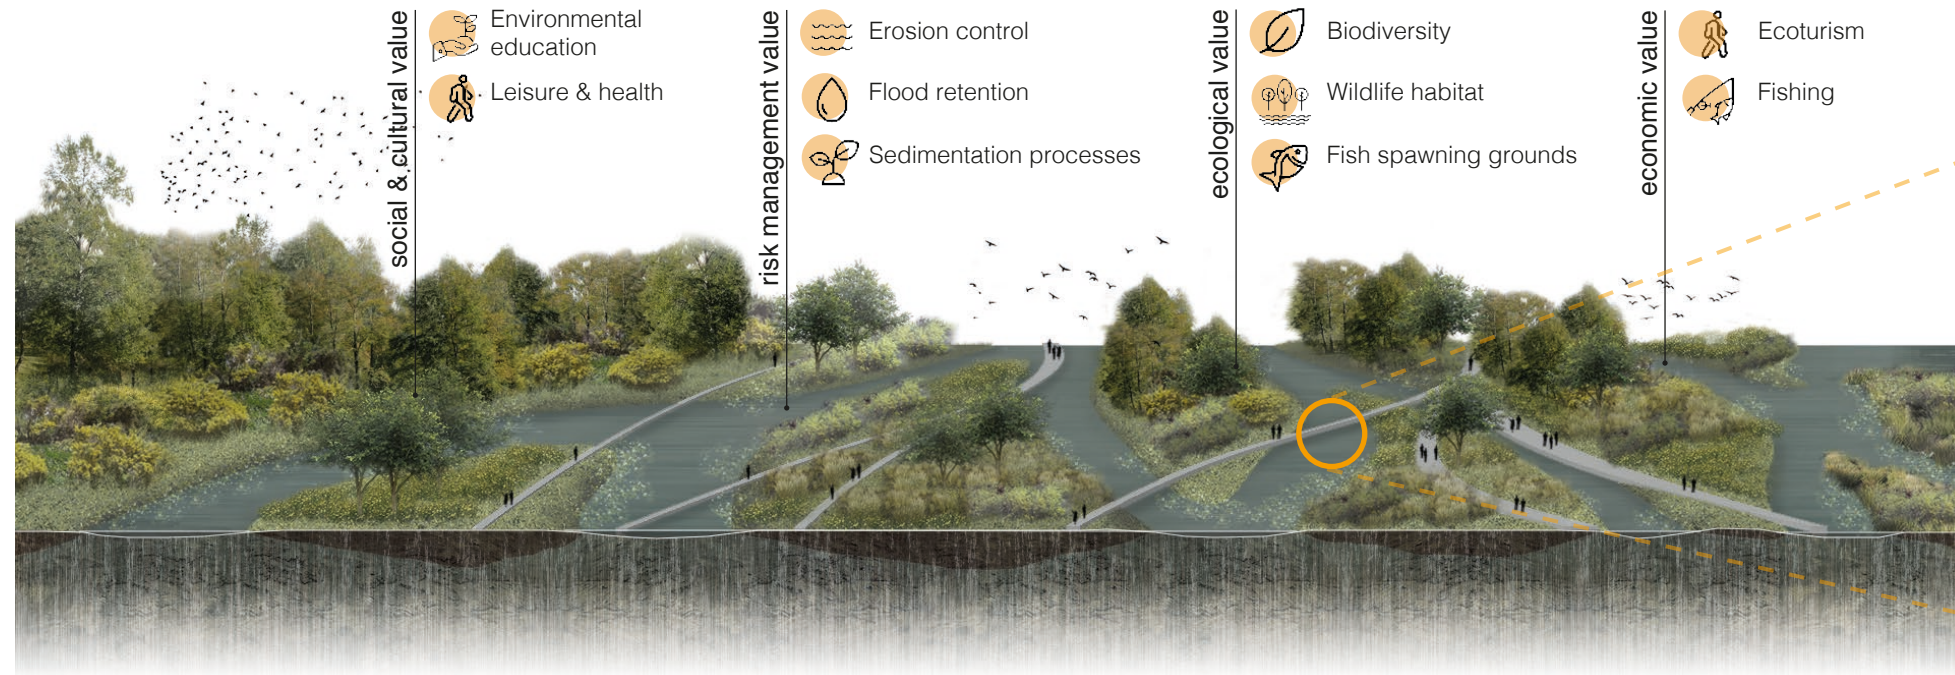 social & cultural value
Environmental
education
Leisure & health
risk management value
Erosion control
Flood retention
Sedimentation processes
ecological value
Biodiversity
Wildlife habitat
Fish spawning grounds
economic value
Ecoturism
Fishing